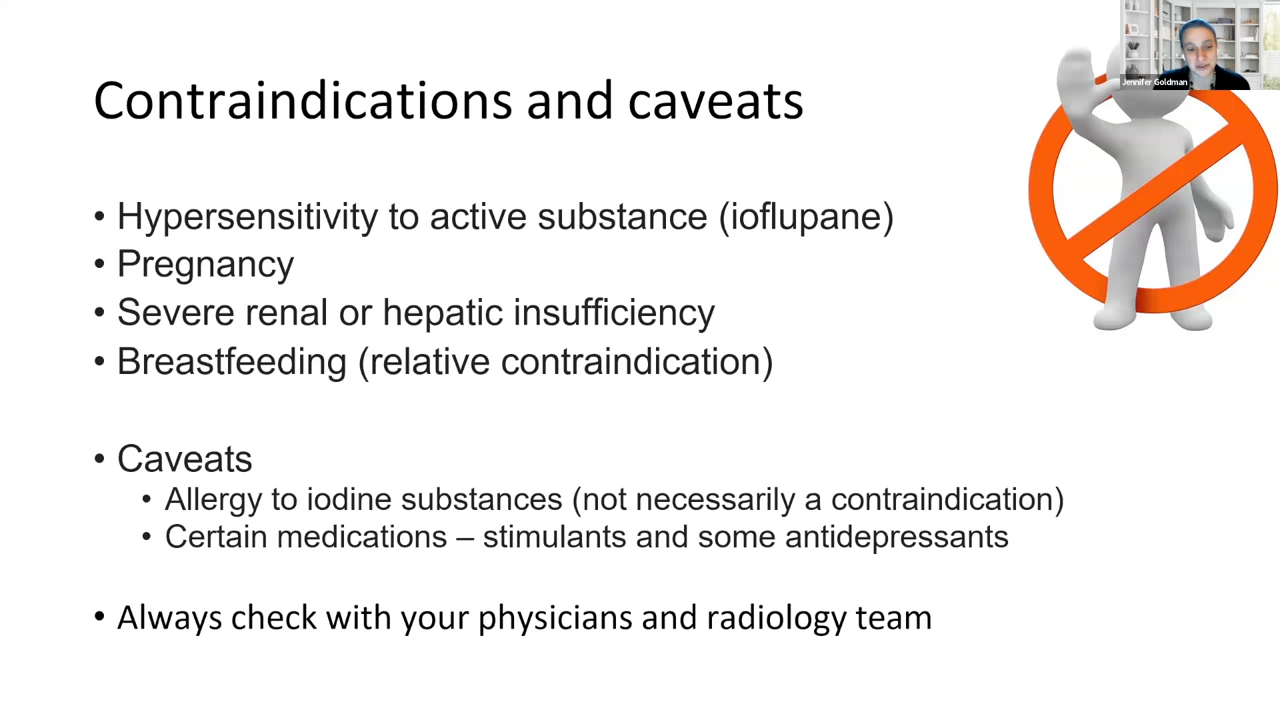 Jennifer Goldman
Contraindications and caveats
• Hypersensitivity to active substance (ioflupane)
• Pregnancy
• Severe renal or hepatic insufficiency
• Breastfeeding (relative contraindication)
• Caveats
• Allergy to iodine substances (not necessarily a contraindication)
• Certain medications – stimulants and some antidepressants
• Always check with your physicians and radiology team